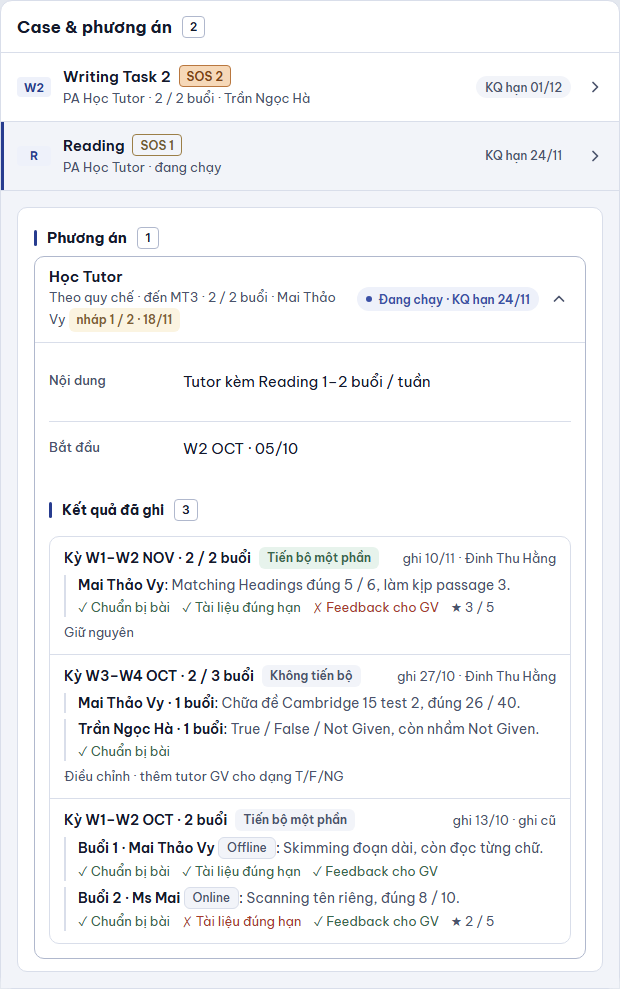 Case & phương án 2
W2 Writing Task 2 SOS 2 KQ hạn 01/12
PA Học Tutor · 2 / 2 buổi · Trần Ngọc Hà
R Reading SOS 1 KQ hạn 24/11
PA Học Tutor · đang chạy
Phương án 1
Học Tutor
Theo quy chế · đến MT3 · 2 / 2 buổi · Mai Thảo
Vy nháp 1 / 2 · 18/11
• Đang chạy · KQ hạn 24/11
Nội dung Tutor kèm Reading 1–2 buổi / tuần
Bắt đầu W2 OCT · 05/10
Kết quả đã ghi 3
Kỳ W1–W2 NOV · 2 / 2 buổi Tiến bộ một phần ghi 10/11 · Đinh Thu Hằng
Mai Thảo Vy: Matching Headings đúng 5 / 6, làm kịp passage 3.
✓ Chuẩn bị bài ✓ Tài liệu đúng hạn ✗ Feedback cho GV ★ 3 / 5
Giữ nguyên
Kỳ W3–W4 OCT · 2 / 3 buổi Không tiến bộ ghi 27/10 · Đinh Thu Hằng
Mai Thảo Vy · 1 buổi: Chữa đề Cambridge 15 test 2, đúng 26 / 40.
Trần Ngọc Hà · 1 buổi: True / False / Not Given, còn nhầm Not Given.
✓ Chuẩn bị bài
Điều chỉnh · thêm tutor GV cho dạng T/F/NG
Kỳ W1–W2 OCT · 2 buổi Tiến bộ một phần ghi 13/10 · ghi cũ
Buổi 1 · Mai Thảo Vy Offline : Skimming đoạn dài, còn đọc từng chữ.
✓ Chuẩn bị bài ✓ Tài liệu đúng hạn ✓ Feedback cho GV
Buổi 2 · Ms Mai Online : Scanning tên riêng, đúng 8 / 10.
✓ Chuẩn bị bài ✗ Tài liệu đúng hạn ✓ Feedback cho GV ★ 2 / 5